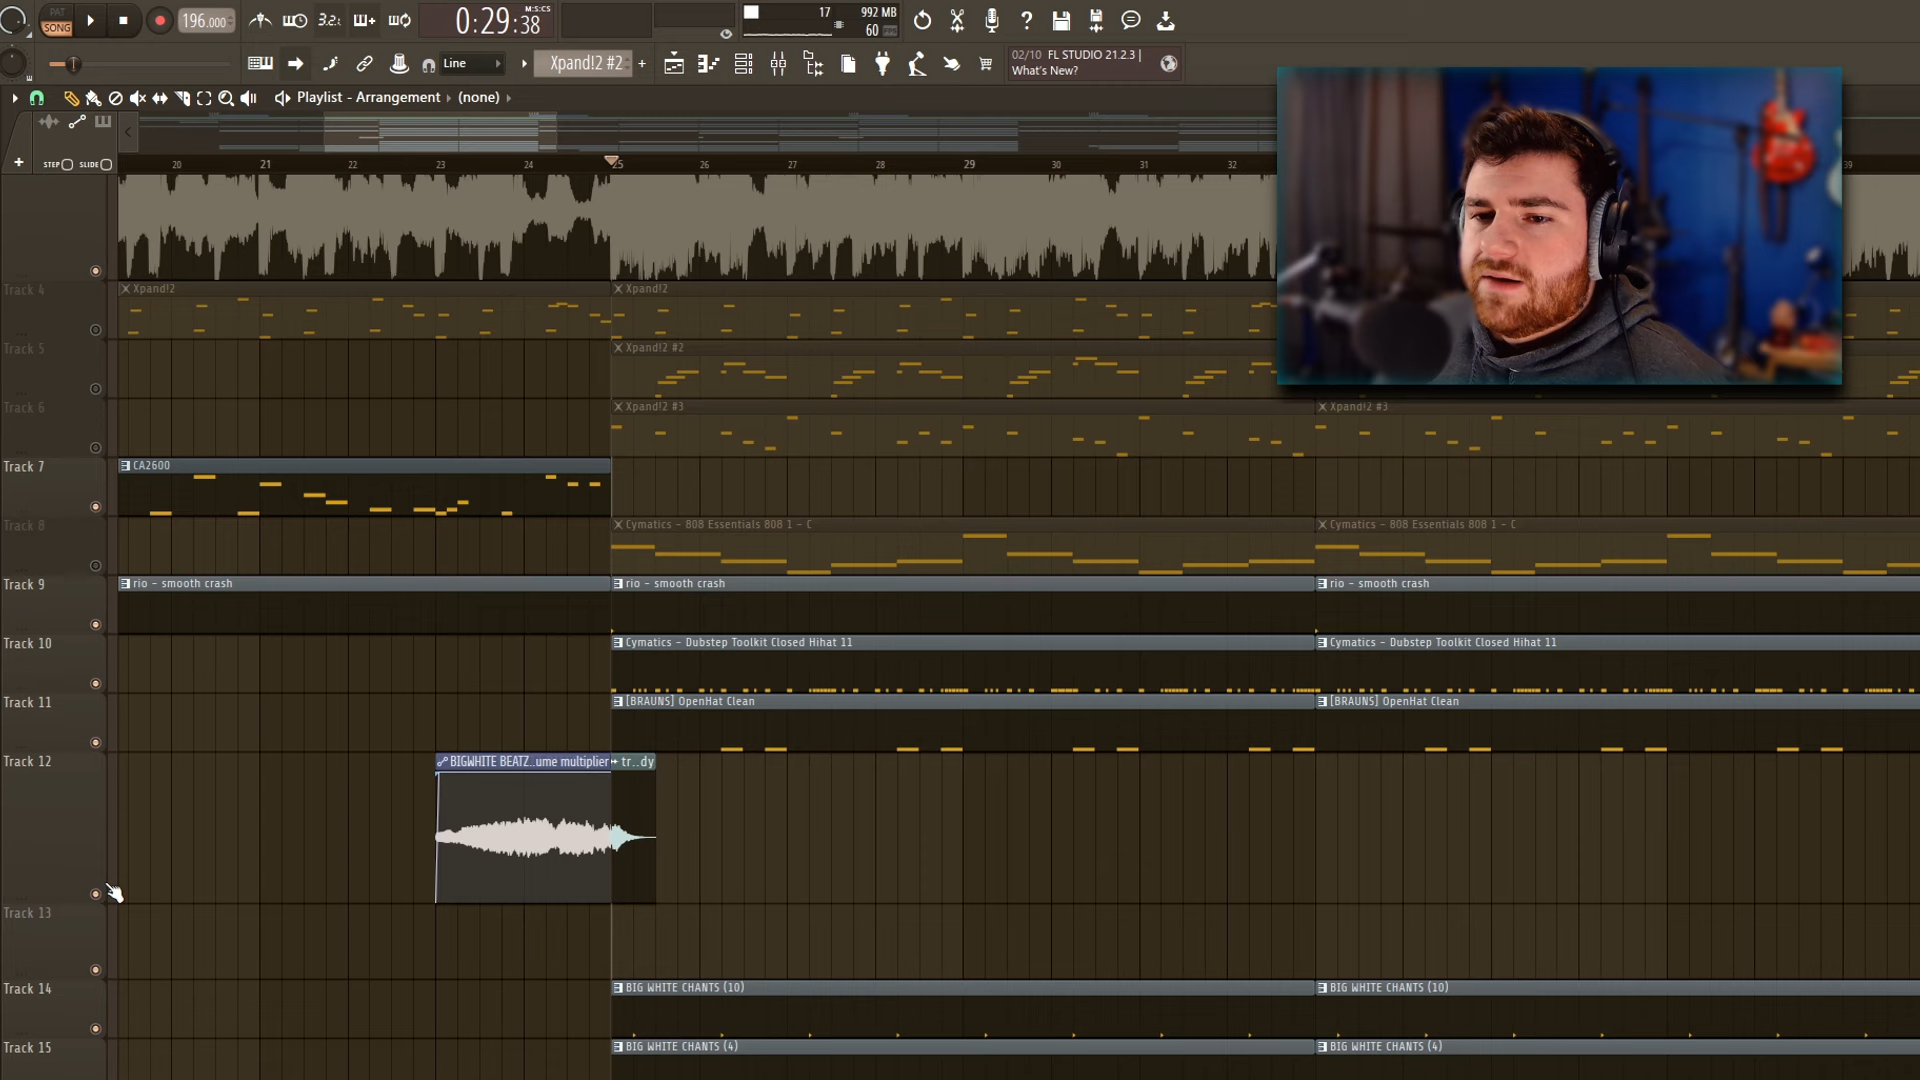 PAT
SONG
196.000
3.2:
0:29:38
M:S:CS
17
992 MB
60
Line
Xpand!2 #2
02/10 FL STUDIO 21.2.3 |
What's New?
Playlist - Arrangement › (none) ›
STEP SLIDE
20 21 22 23 24 25 26 27 28 29 30 31 32 39
Track 4
Xpand!2
Xpand!2
Track 5
Xpand!2 #2
Track 6
Xpand!2 #3
Xpand!2 #3
Track 7
CA2600
Track 8
Cymatics - 808 Essentials 808 1 - C
Cymatics - 808 Essentials 808 1 - C
Track 9
rio - smooth crash
rio - smooth crash
rio - smooth crash
Track 10
Cymatics - Dubstep Toolkit Closed Hihat 11
Cymatics - Dubstep Toolkit Closed Hihat 11
Track 11
[BRAUNS] OpenHat Clean
[BRAUNS] OpenHat Clean
Track 12
BIGWHITE BEATZ..ume multiplier
tr..dy
Track 13
Track 14
BIG WHITE CHANTS (10)
BIG WHITE CHANTS (10)
Track 15
BIG WHITE CHANTS (4)
BIG WHITE CHANTS (4)